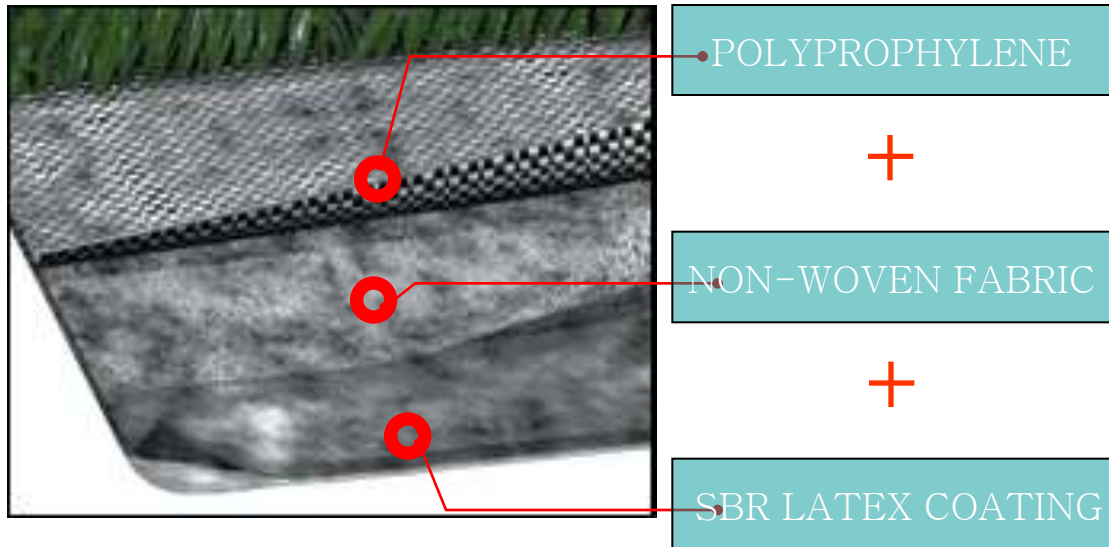 POLYPROPHYLENE
+
NON-WOVEN FABRIC
+
SBR LATEX COATING